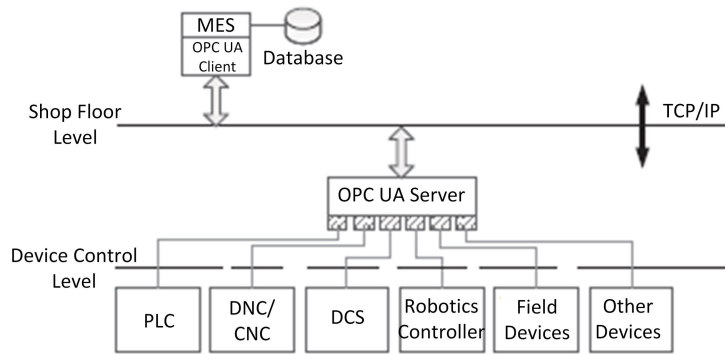 MES
OPC UA
Client
Database
Shop Floor
Level
TCP/IP
OPC UA Server
Device Control
Level
PLC
DNC/
CNC
DCS
Robotics
Controller
Field
Devices
Other
Devices